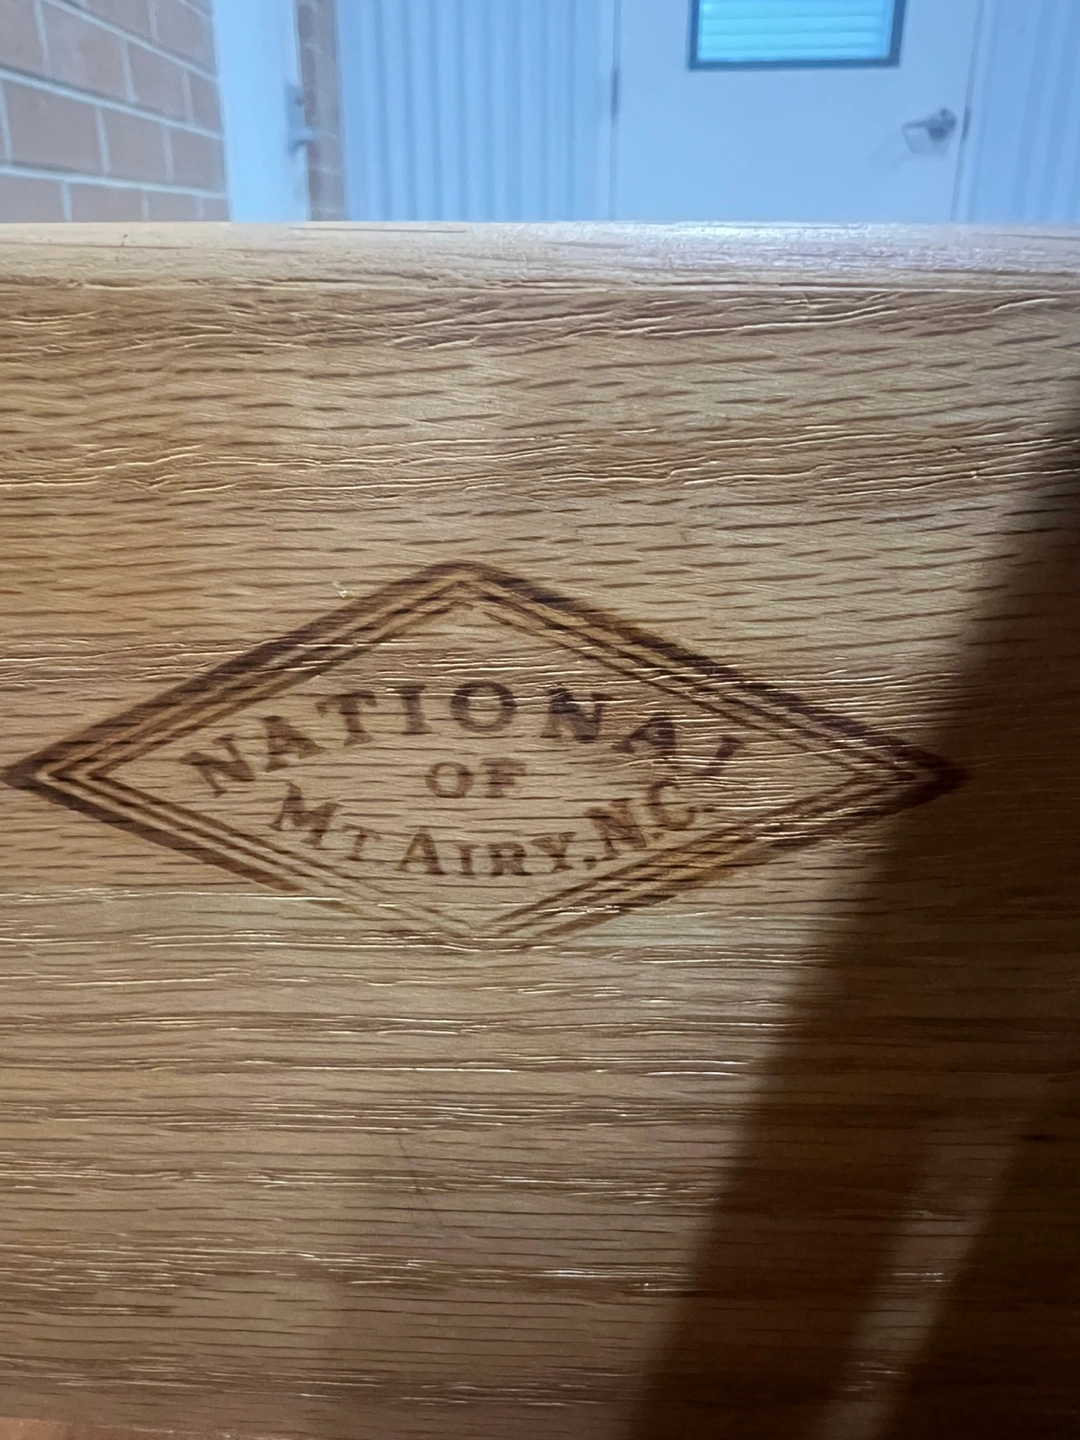 NATIONAL
OF
MT AIRY, N.C.